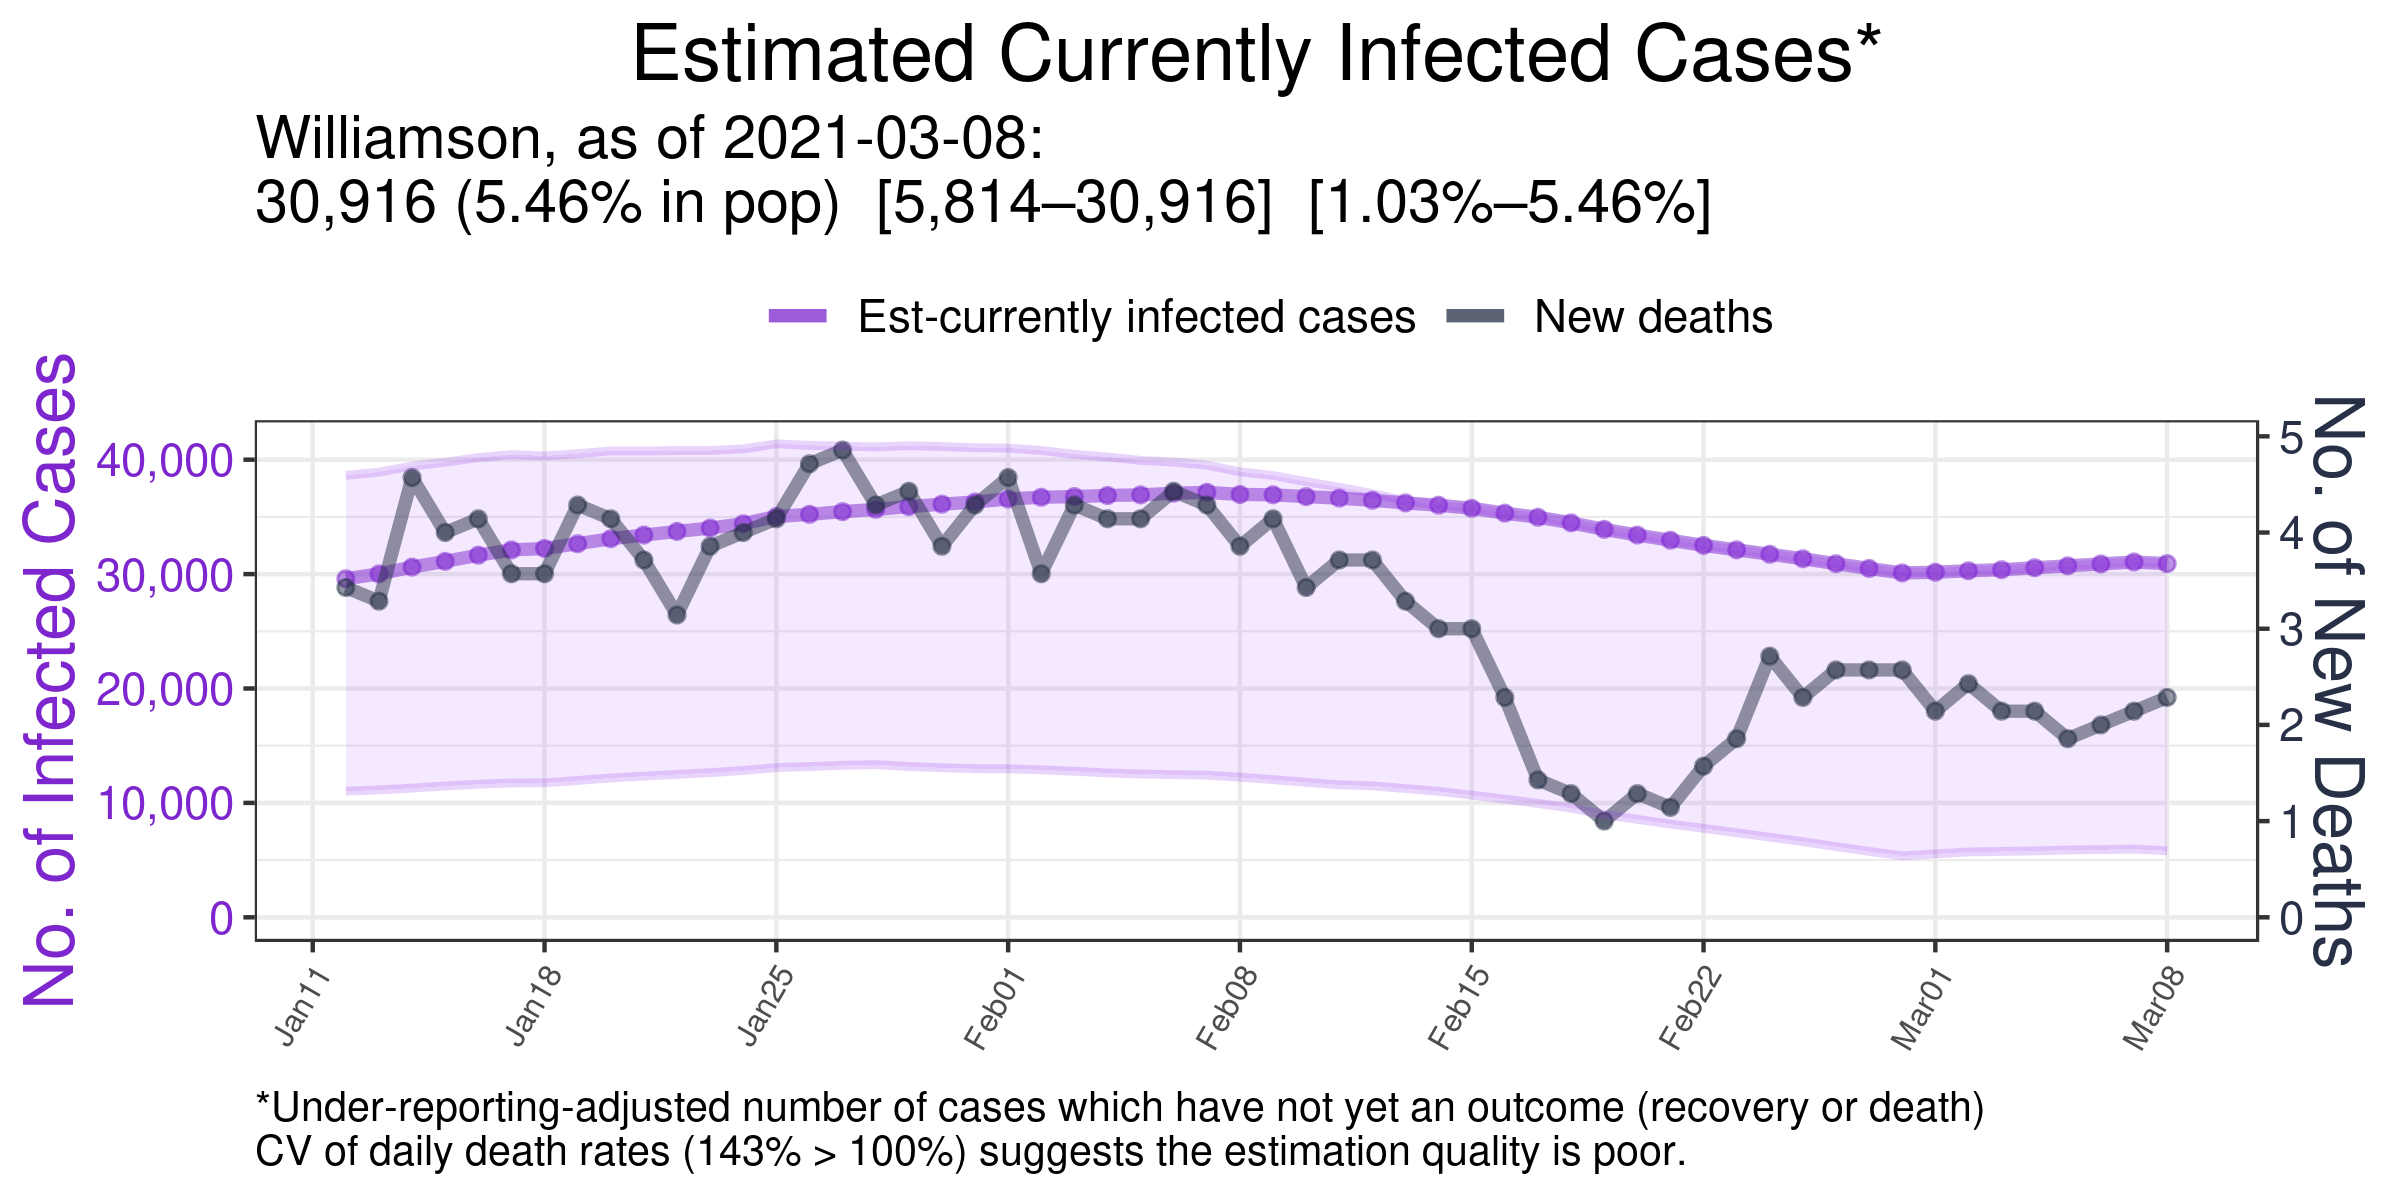 Estimated Currently Infected Cases*
Williamson, as of 2021-03-08:
30,916 (5.46% in pop)  [5,814–30,916]  [1.03%–5.46%]
Est-currently infected cases
New deaths
No. of Infected Cases
40,000
30,000
20,000
10,000
0
5
4
3
2
1
0
No. of New Deaths
Jan11
Jan18
Jan25
Feb01
Feb08
Feb15
Feb22
Mar01
Mar08
*Under-reporting-adjusted number of cases which have not yet an outcome (recovery or death)
CV of daily death rates (143% > 100%) suggests the estimation quality is poor.